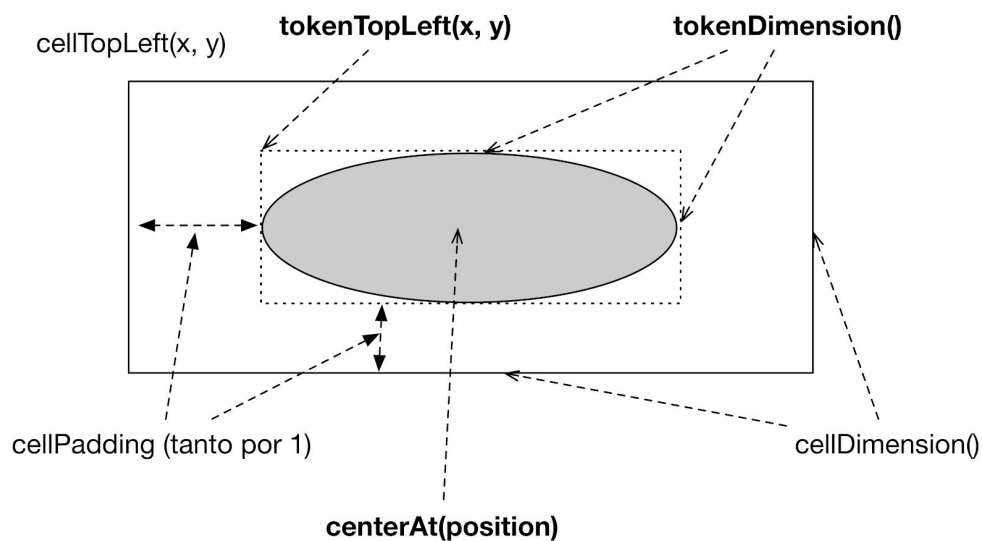 tokenTopLeft(x, y)
tokenDimension()
cellTopLeft(x, y)
cellPadding (tanto por 1)
cellDimension()
centerAt(position)